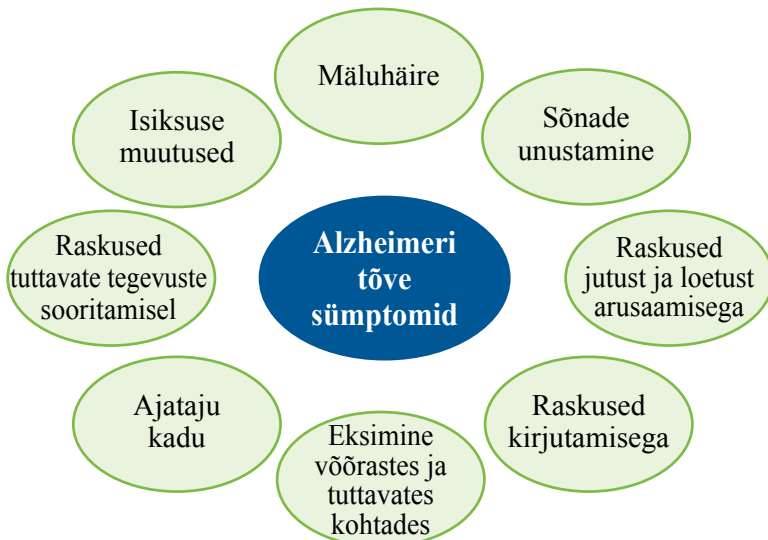 Mäluhäire
Isiksuse
muutused
Sõnade
unustamine
Raskused
tuttavate tegevuste
sooritamisel
Alzheimeri
tõve
sümptomid
Raskused
jutust ja loetust
arusaamisega
Ajataju
kadu
Raskused
kirjutamisega
Eksimine
võõrastes ja
tuttavates
kohtades